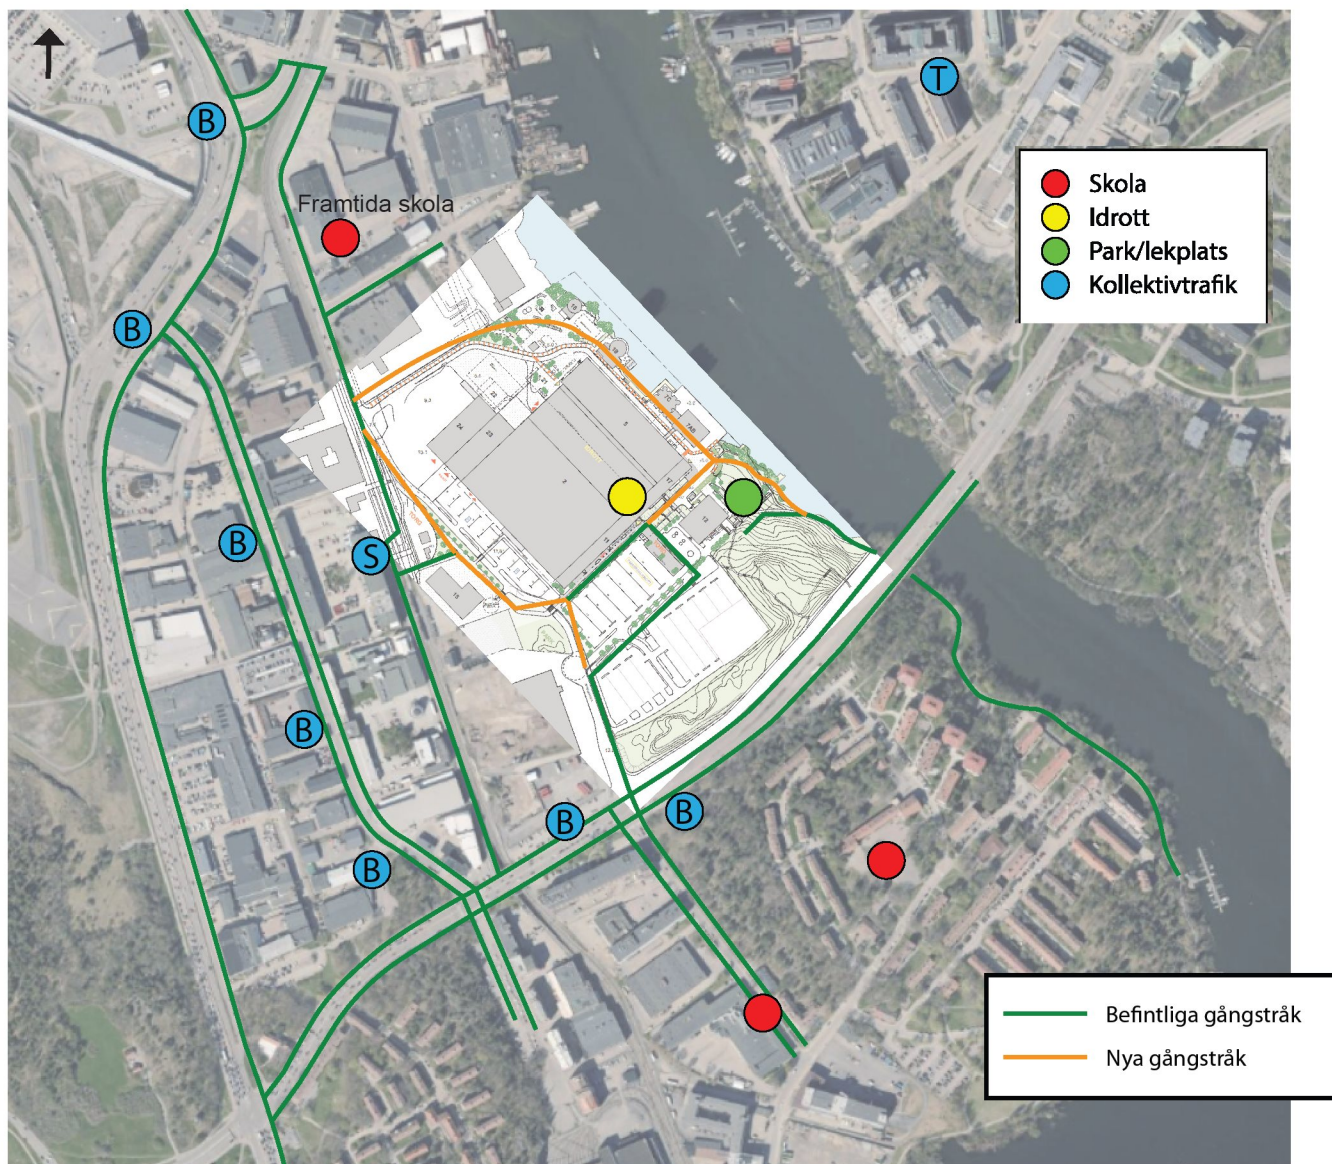 T
B
Skola
Framtida skola
Idrott
Park/lekplats
Kollektivtrafik
B
B
S
B
B
B
B
Befintliga gångstråk
Nya gångstråk